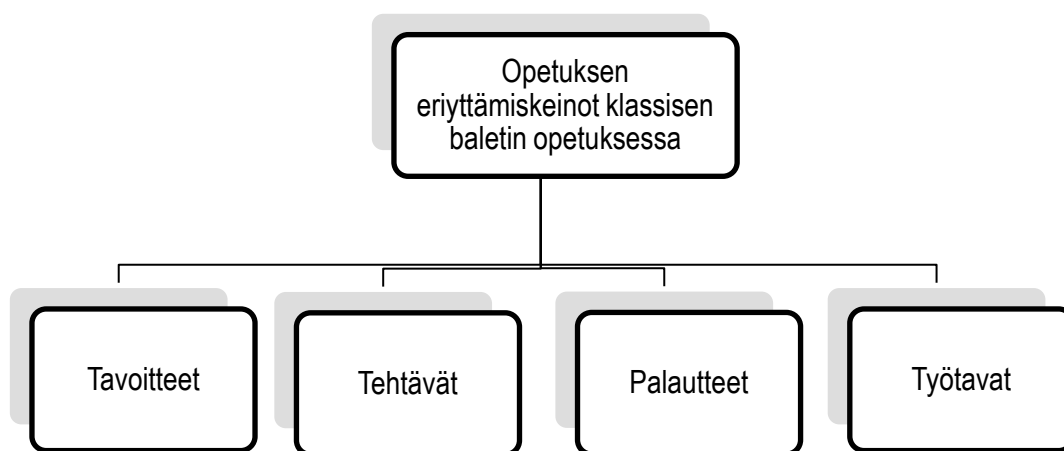 Opetuksen
eriyttämiskeinot klassisen
baletin opetuksessa
Tavoitteet
Tehtävät
Palautteet
Työtavat